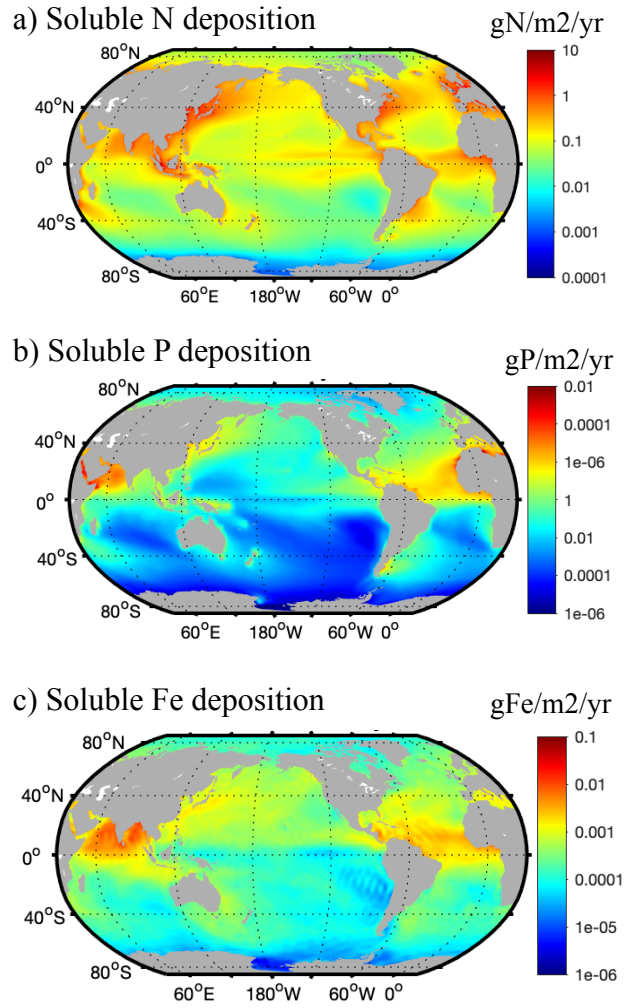 a) Soluble N deposition gN/m2/yr
80°N
40°N
0°
40°S
80°S
60°E 180°W 60°W 0°
10
1
0.1
0.01
0.001
0.0001
b) Soluble P deposition gP/m2/yr
80°N
40°N
0°
40°S
80°S
60°E 180°W 60°W 0°
0.01
0.0001
1e-06
1
0.01
0.0001
1e-06
c) Soluble Fe deposition gFe/m2/yr
80°N
40°N
0°
40°S
80°S
60°E 180°W 60°W 0°
0.1
0.01
0.001
0.0001
1e-05
1e-06